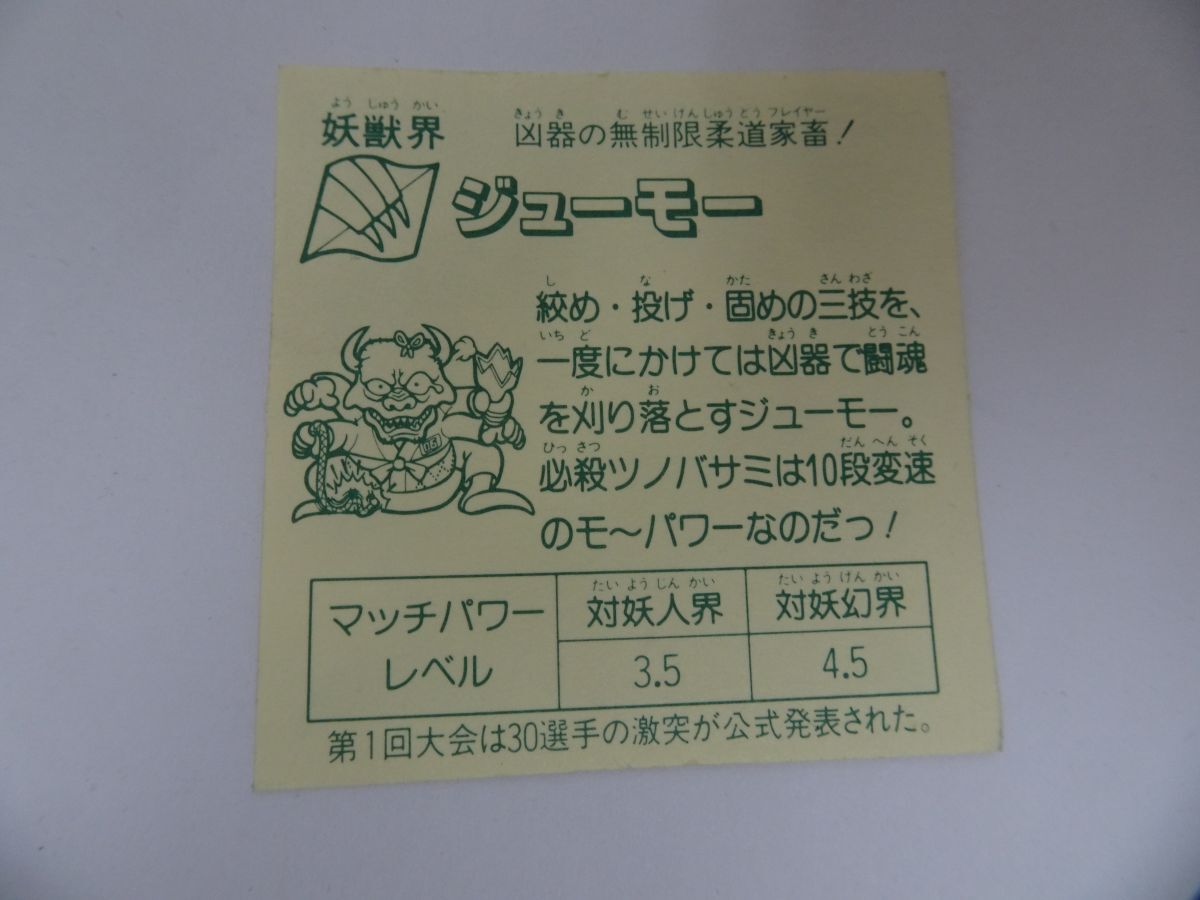 よう しゅう かい
妖獣界
きょう き む せい げん しゅう とう フレイヤー
凶器の無制限柔道家畜！
ジューモー
し な かた さん わざ
絞め・投げ・固めの三技を、
いち ど きょう き とう こん
一度にかけては凶器で闘魂
か お
を刈り落とすジューモー。
ひっ さつ だん へん そく
必殺ツノバサミは10段変速
のモ〜パワーなのだっ！
マッチパワー
レベル
たい よう じん かい
対妖人界
3.5
たい よう げん かい
対妖幻界
4.5
第1回大会は30選手の激突が公式発表された。